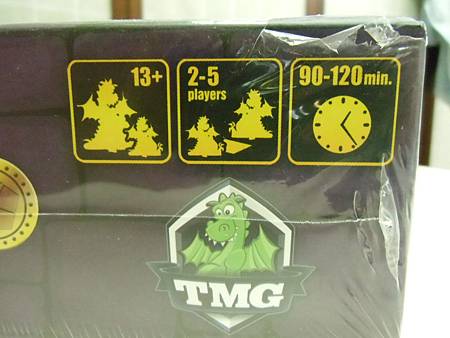 13+
2-5
players
90-120 min.
TMG